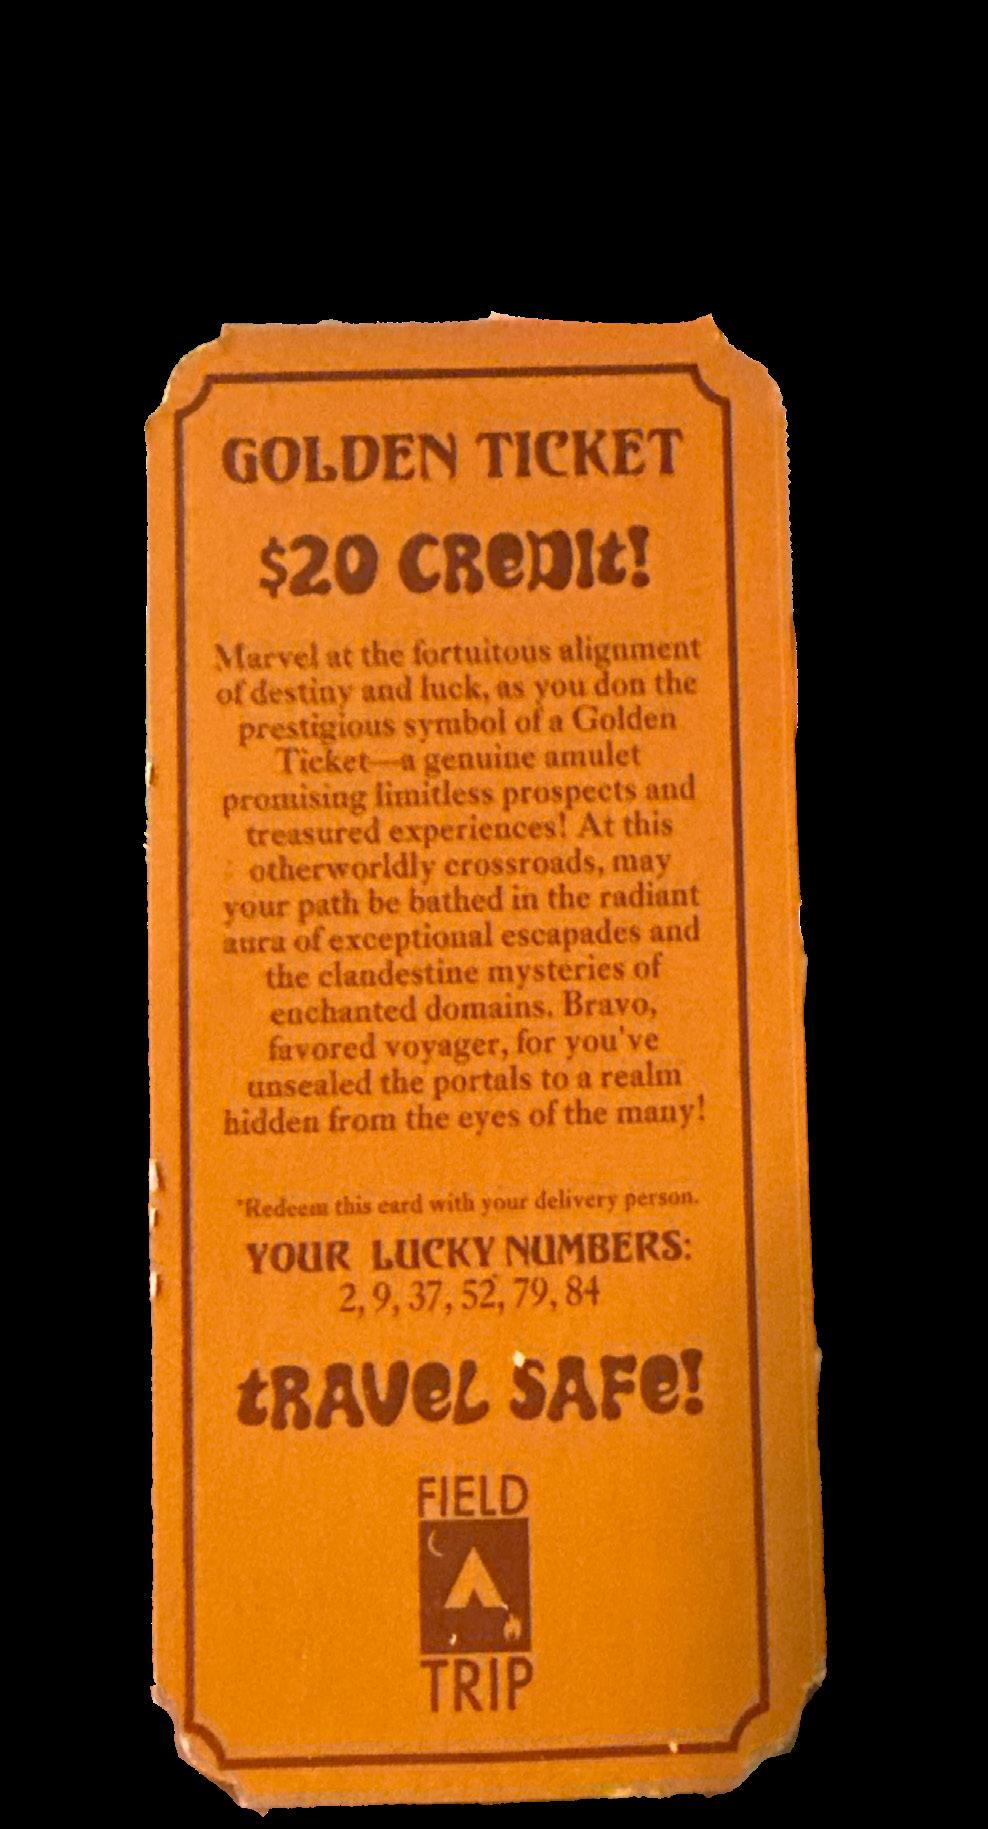 GOLDEN TICKET
$20 CReDIt!
Marvel at the fortuitous alignment
of destiny and luck, as you don the
prestigious symbol of a Golden
Ticket—a genuine amulet
promising limitless prospects and
treasured experiences! At this
otherworldly crossroads, may
your path be bathed in the radiant
aura of exceptional escapades and
the clandestine mysteries of
enchanted domains. Bravo,
favored voyager, for you've
unsealed the portals to a realm
hidden from the eyes of the many!
*Redeem this card with your delivery person.
YOUR LUCKY NUMBERS:
2, 9, 37, 52, 79, 84
tRAVeL SAFe!
FIELD
TRIP